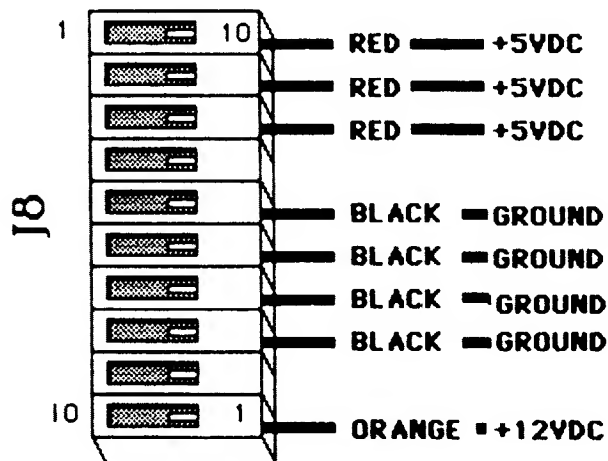 1 10 RED +5VDC
RED +5VDC
RED +5VDC
J8
BLACK GROUND
BLACK GROUND
BLACK GROUND
BLACK GROUND
10 1 ORANGE +12VDC